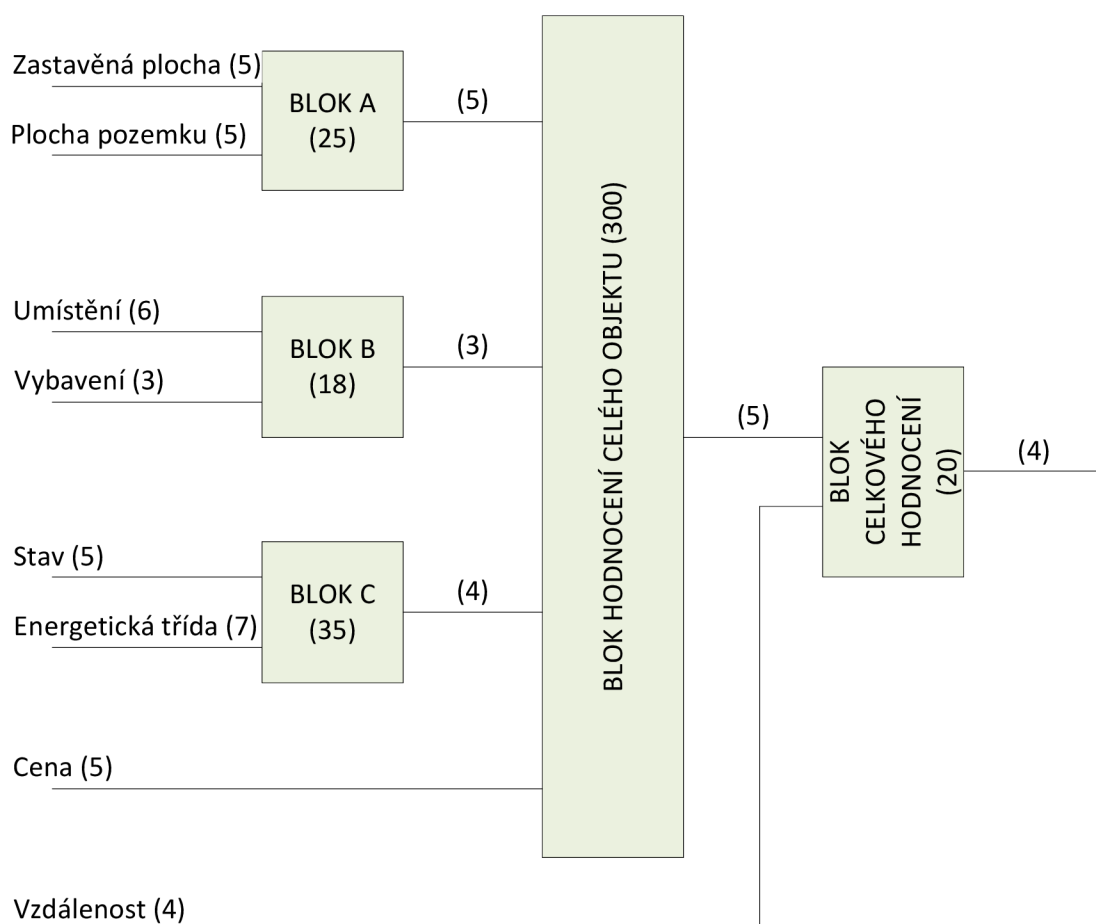 Zastavěná plocha (5)
Plocha pozemku (5)
BLOK A
(25)
(5)
Umístění (6)
Vybavení (3)
BLOK B
(18)
(3)
Stav (5)
Energetická třída (7)
BLOK C
(35)
(4)
Cena (5)
Vzdálenost (4)
BLOK HODNOCENÍ CELÉHO OBJEKTU (300)
(5)
BLOK
CELKOVÉHO
HODNOCENÍ
(20)
(4)